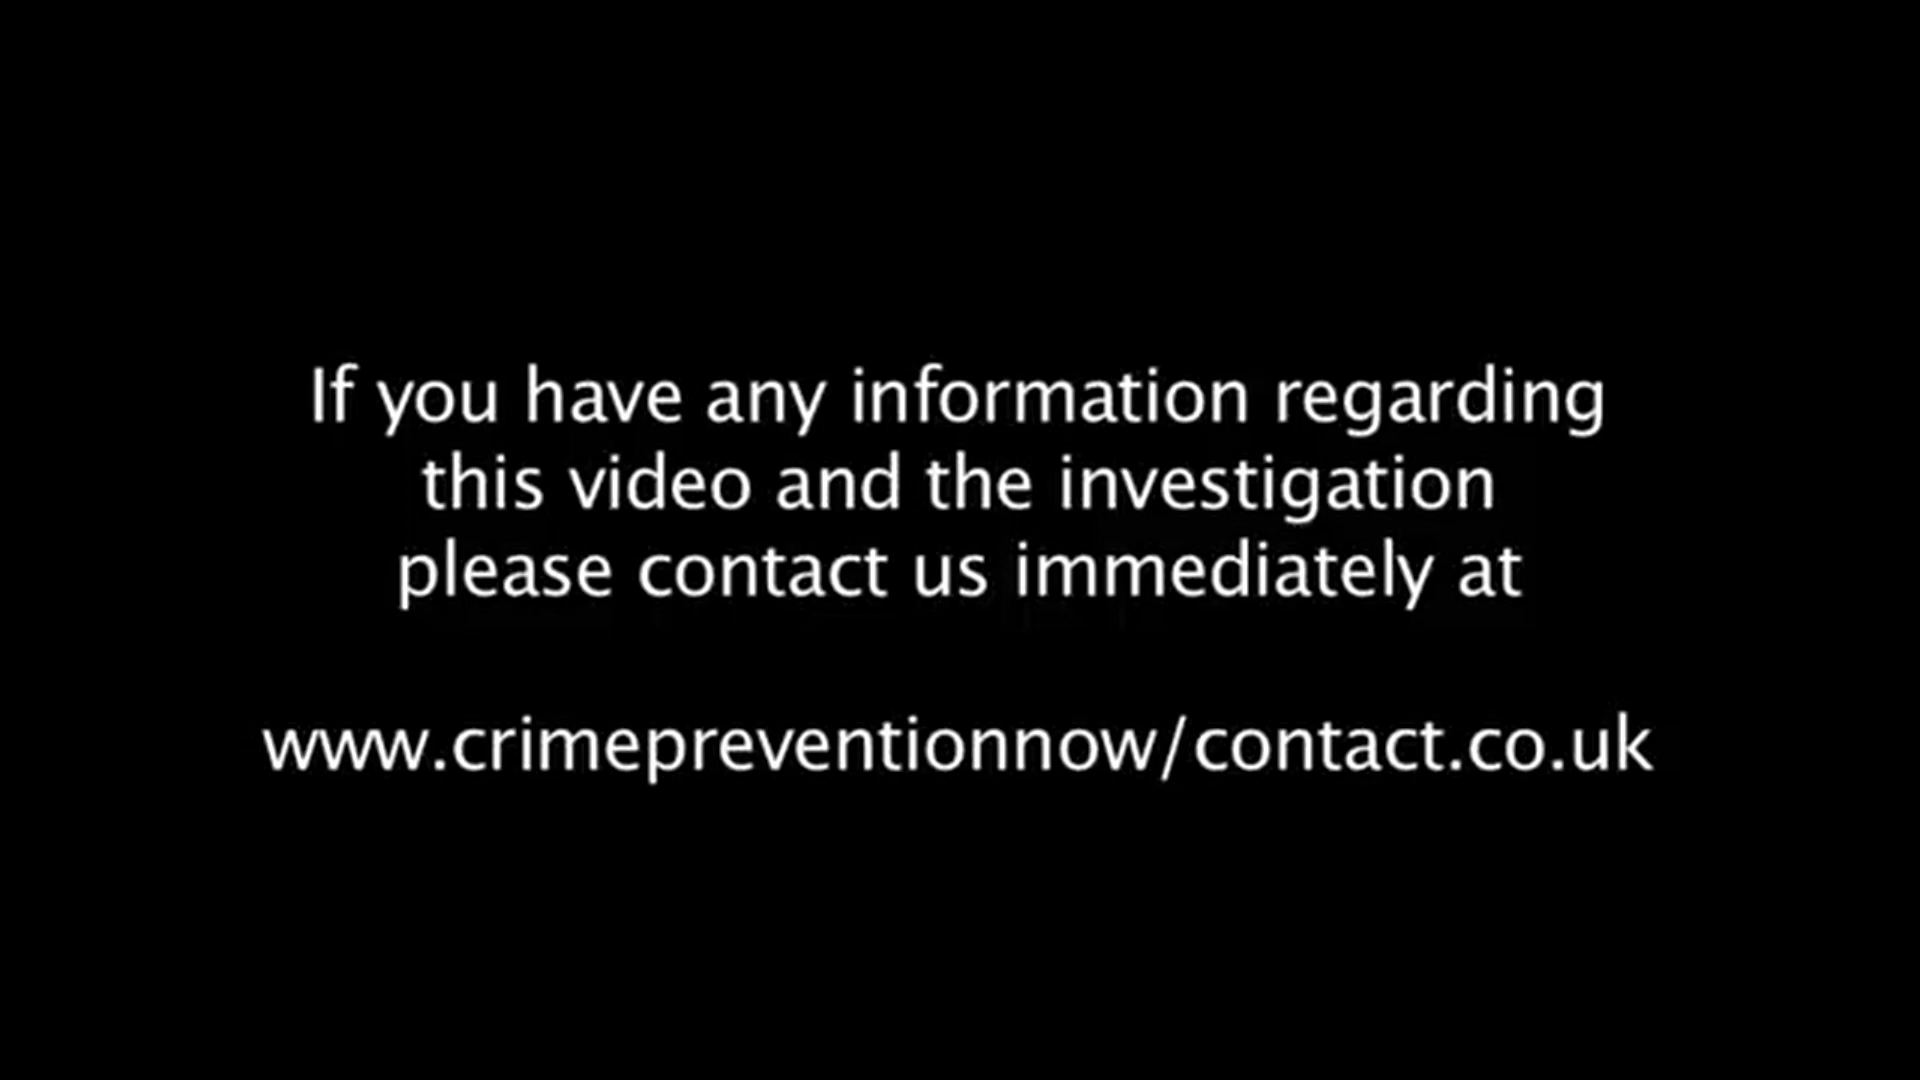 If you have any information regarding
this video and the investigation
please contact us immediately at
www.crimepreventionnow/contact.co.uk